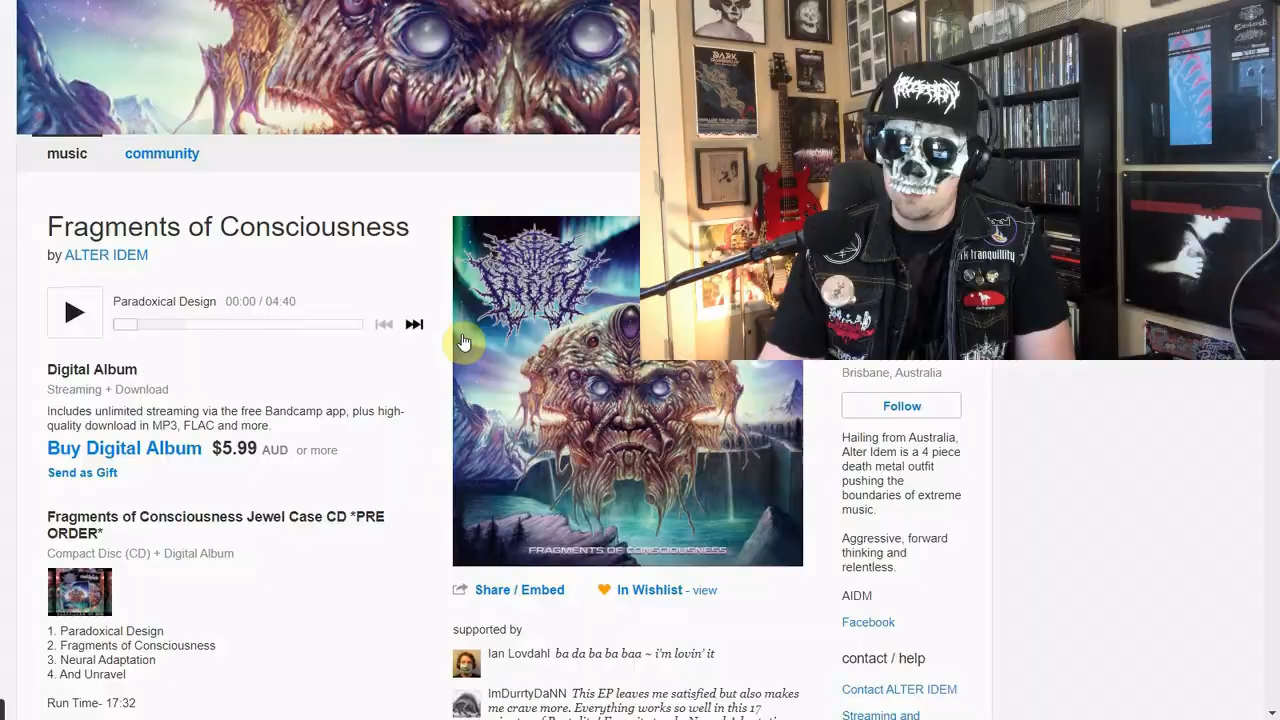 music
community
Fragments of Consciousness
by ALTER IDEM
Paradoxical Design 00:00 / 04:40
Digital Album
Streaming + Download
Includes unlimited streaming via the free Bandcamp app, plus high-
quality download in MP3, FLAC and more.
Buy Digital Album $5.99 AUD or more
Send as Gift
Fragments of Consciousness Jewel Case CD *PRE
ORDER*
Compact Disc (CD) + Digital Album
1. Paradoxical Design
2. Fragments of Consciousness
3. Neural Adaptation
4. And Unravel
Run Time- 17:32
FRAGMENTS OF CONSCIOUSNESS
Share / Embed
In Wishlist - view
supported by
Ian Lovdahl ba da ba ba baa ~ i'm lovin' it
ImDurrtyDaNN This EP leaves me satisfied but also makes
me crave more. Everything works so well in this 17
DARK
TRANQUILLITY
rk tranquillity
Brisbane, Australia
Follow
Hailing from Australia,
Alter Idem is a 4 piece
death metal outfit
pushing the
boundaries of extreme
music.
Aggressive, forward
thinking and
relentless.
AIDM
Facebook
contact / help
Contact ALTER IDEM
Streaming and